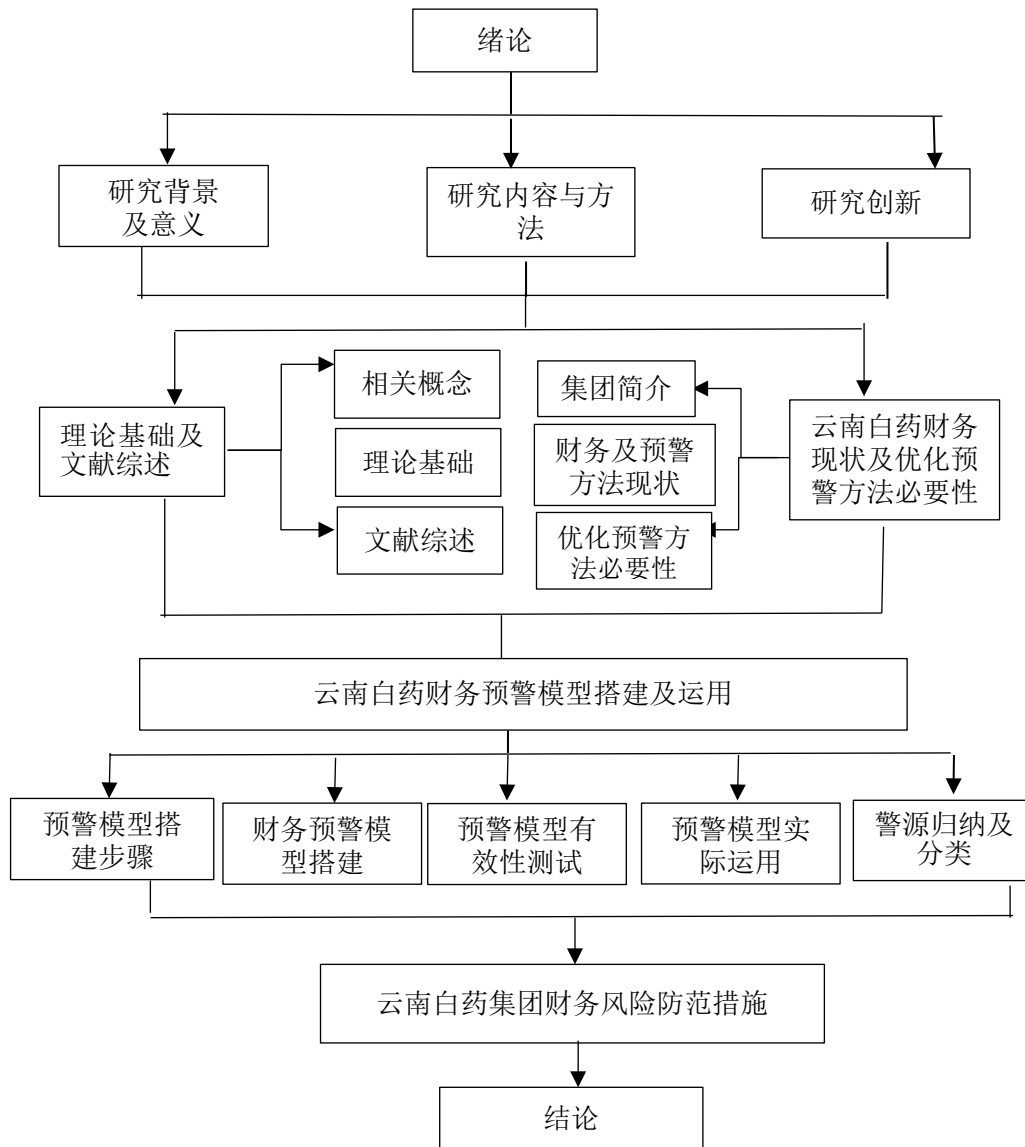 绪论
研究背景
及意义
研究内容与方
法
研究创新
理论基础及
文献综述
相关概念
理论基础
文献综述
集团简介
财务及预警
方法现状
优化预警方
法必要性
云南白药财务
现状及优化预
警方法必要性
云南白药财务预警模型搭建及运用
预警模型搭
建步骤
财务预警模
型搭建
预警模型有
效性测试
预警模型实
际运用
警源归纳及
分类
云南白药集团财务风险防范措施
结论